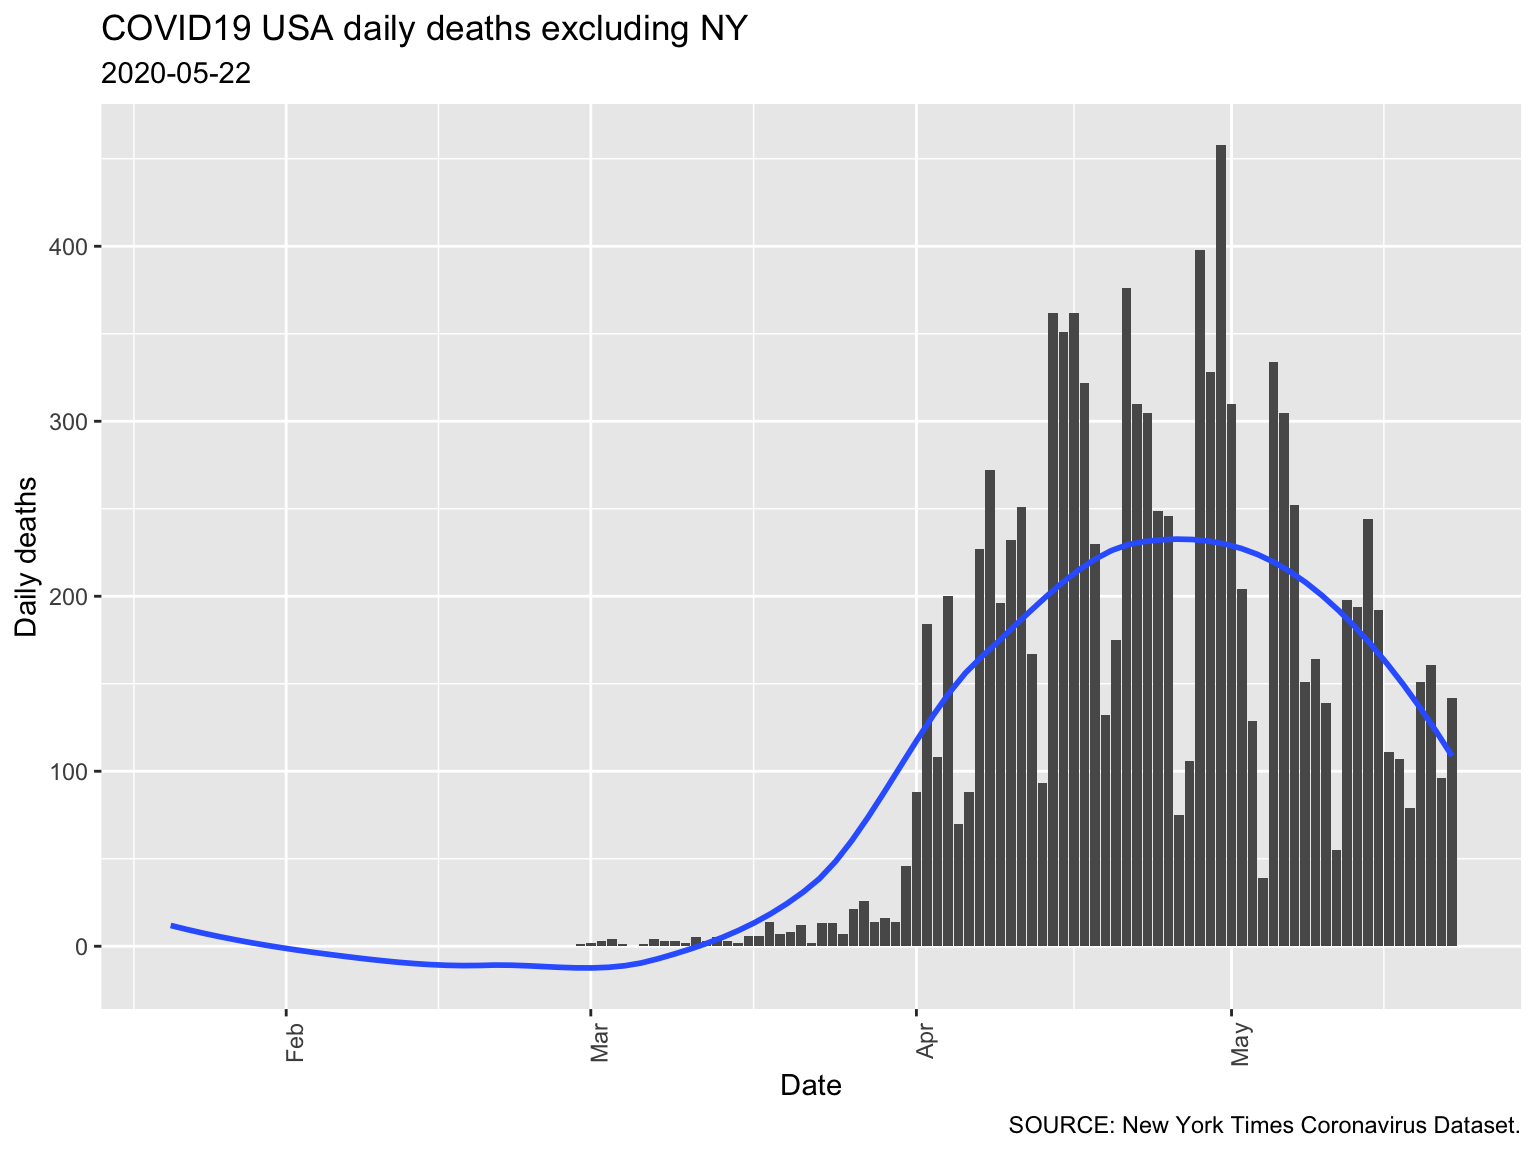 COVID19 USA daily deaths excluding NY
2020-05-22
Daily deaths
400
300
200
100
0
Feb
Mar
Apr
May
Date
SOURCE: New York Times Coronavirus Dataset.